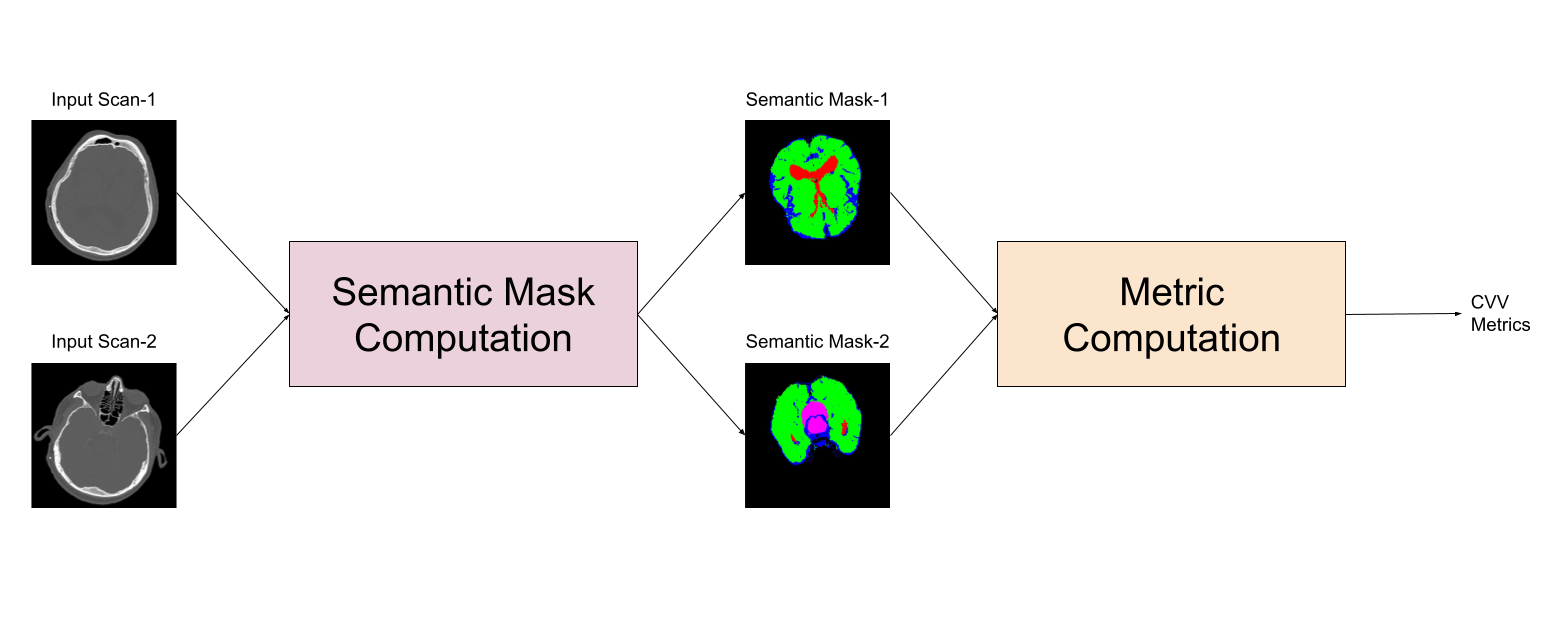 Input Scan-1
Input Scan-2
Semantic Mask
Computation
Semantic Mask-1
Semantic Mask-2
Metric
Computation
CVV
Metrics